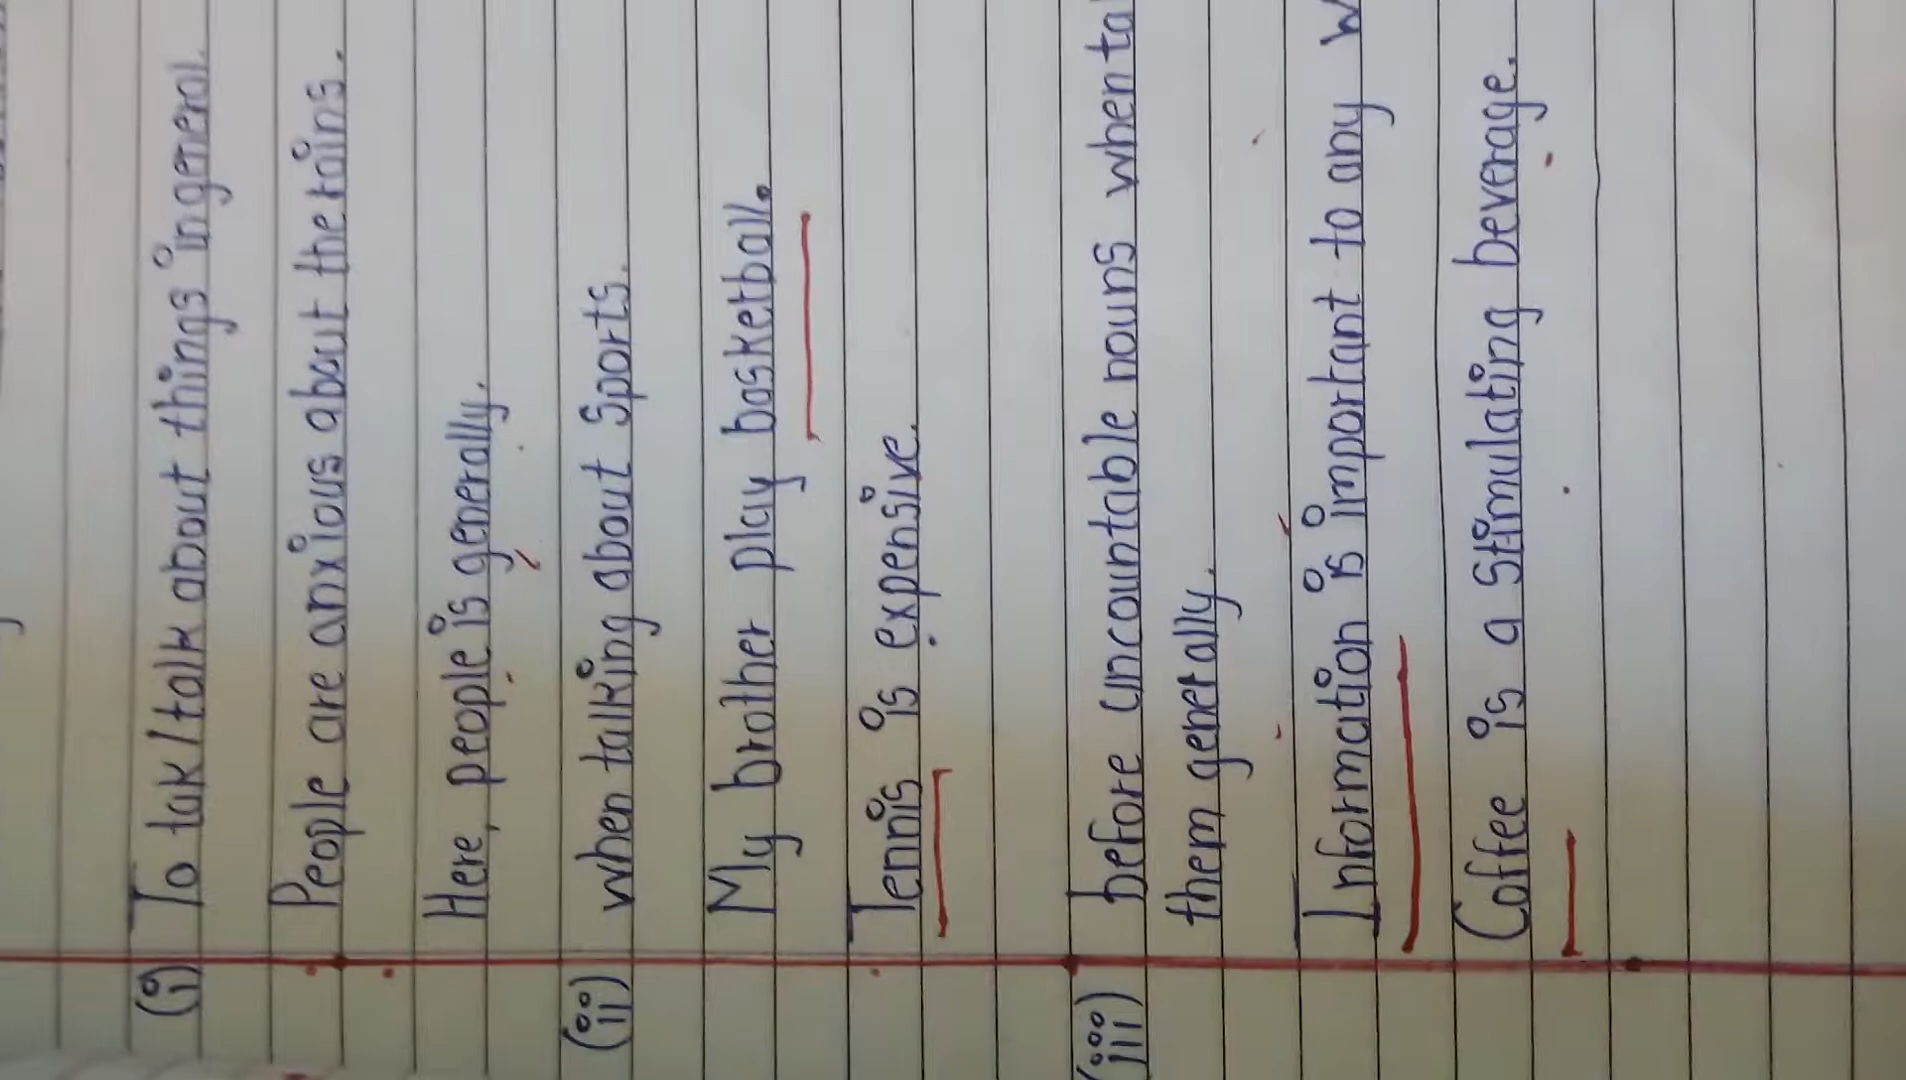 (i) To tak/talk about things in general.
People are anxious about the rains.
Here, people is generally.
(ii) when talking about Sports.
My brother play basketball.
Tennis is expensive.
(iii) before uncountable nouns when
them generally.
Information is important to any
Coffee is a stimulating beverage.